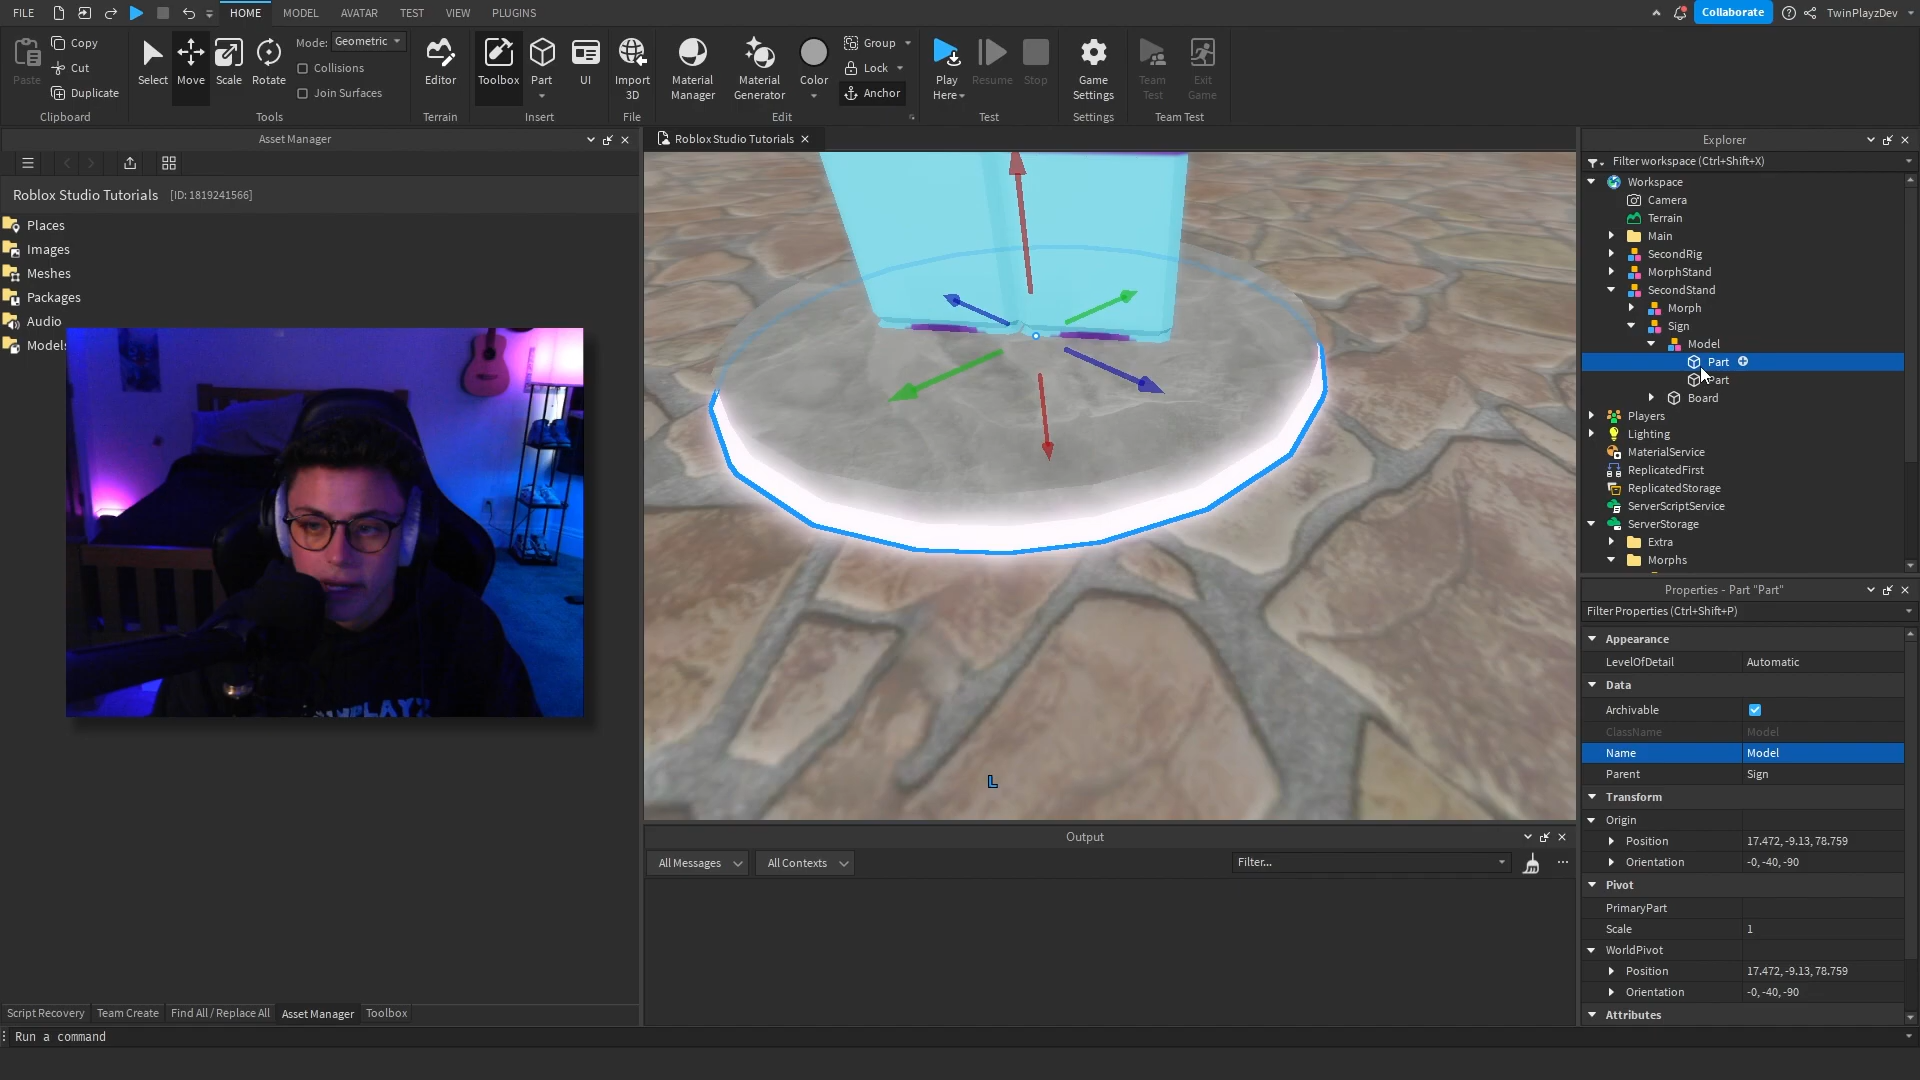 FILE HOME MODEL AVATAR TEST VIEW PLUGINS Collaborate TwinPlayzDev
Paste Copy Cut Duplicate Clipboard
Select Move Scale Rotate Mode: Geometric Collisions Join Surfaces Tools
Editor Terrain
Toolbox Part UI Insert
Import 3D File
Material Manager Material Generator Color Group Lock Anchor Edit
Play Here Resume Stop Test
Game Settings Settings
Team Test Exit Game Team Test
Asset Manager
Roblox Studio Tutorials [ID: 1819241566]
Places
Images
Meshes
Packages
Audio
Models
Script Recovery Team Create Find All / Replace All Asset Manager Toolbox
Run a command
Roblox Studio Tutorials
L
Output
All Messages All Contexts Filter...
Explorer
Filter workspace (Ctrl+Shift+X)
Workspace
Camera
Terrain
Main
SecondRig
MorphStand
SecondStand
Morph
Sign
Model
Part
Part
Board
Players
Lighting
MaterialService
ReplicatedFirst
ReplicatedStorage
ServerScriptService
ServerStorage
Extra
Morphs
Properties - Part "Part"
Filter Properties (Ctrl+Shift+P)
Appearance
LevelOfDetail Automatic
Data
Archivable
ClassName Model
Name Model
Parent Sign
Transform
Origin
Position 17.472, -9.13, 78.759
Orientation -0, -40, -90
Pivot
PrimaryPart
Scale 1
WorldPivot
Position 17.472, -9.13, 78.759
Orientation -0, -40, -90
Attributes